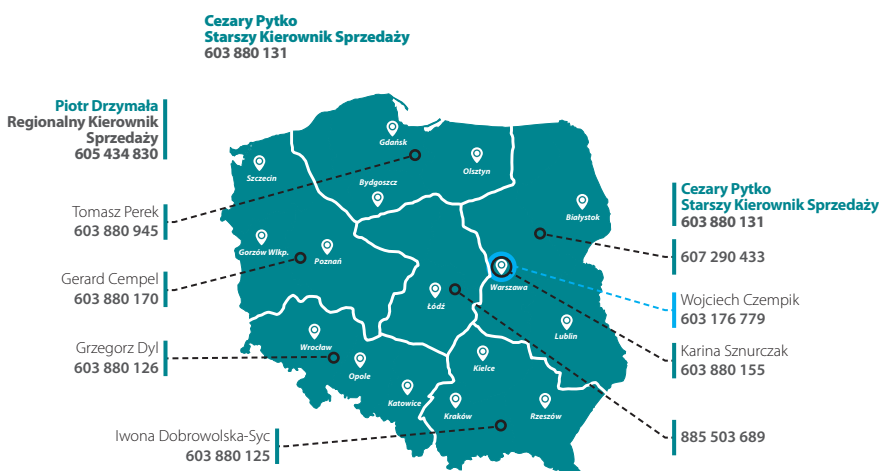 Cezary Pytko
Starszy Kierownik Sprzedaży
603 880 131
Piotr Drzymała
Regionalny Kierownik
Sprzedaży
605 434 830
Tomasz Perek
603 880 945
Gerard Cempel
603 880 170
Grzegorz Dyl
603 880 126
Iwona Dobrowolska-Syc
603 880 125
Gdańsk
Szczecin
Olsztyn
Bydgoszcz
Białystok
Gorzów Wlkp.
Poznań
Warszawa
Łódź
Wrocław
Lublin
Opole
Kielce
Katowice
Kraków
Rzeszów
Cezary Pytko
Starszy Kierownik Sprzedaży
603 880 131
607 290 433
Wojciech Czempik
603 176 779
Karina Sznurczak
603 880 155
885 503 689